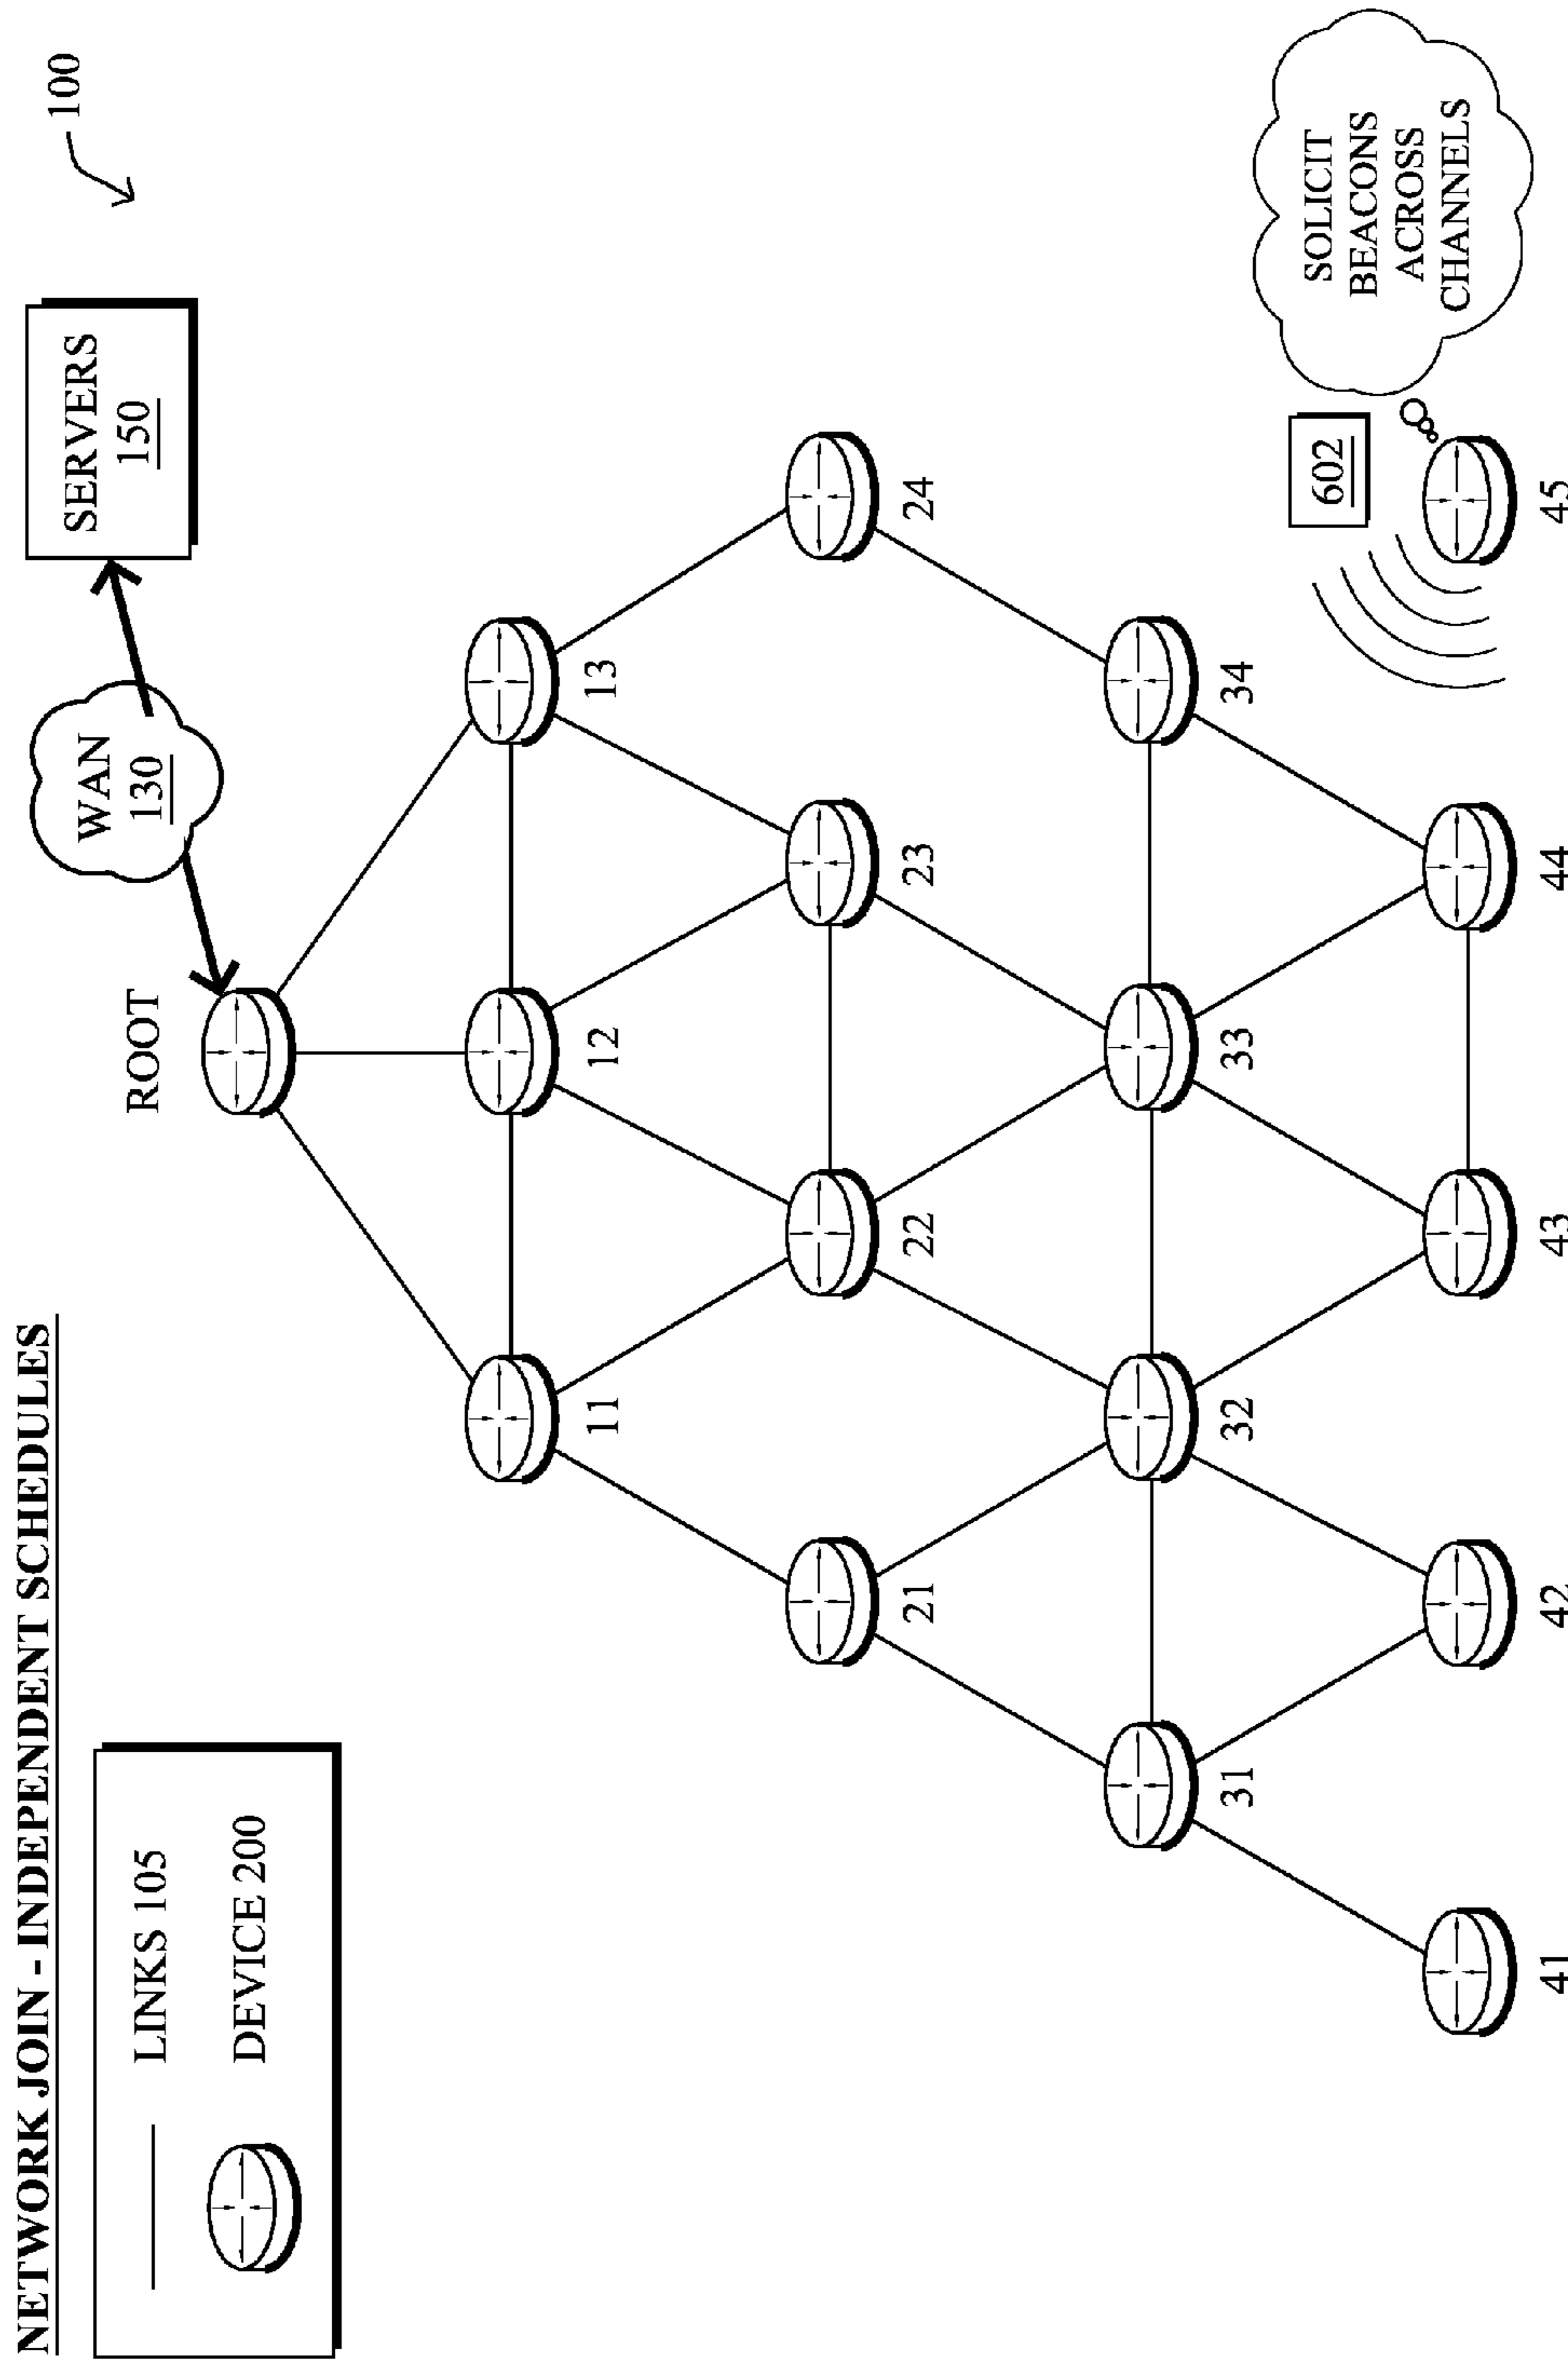 NETWORK JOIN - INDEPENDENT SCHEDULES
100
LINKS 105
DEVICE 200
WAN
130
SERVERS
150
ROOT
11
12
13
21
22
23
24
31
32
33
34
602
SOLICIT
BEACONS
ACROSS
CHANNELS
41
42
43
44
45